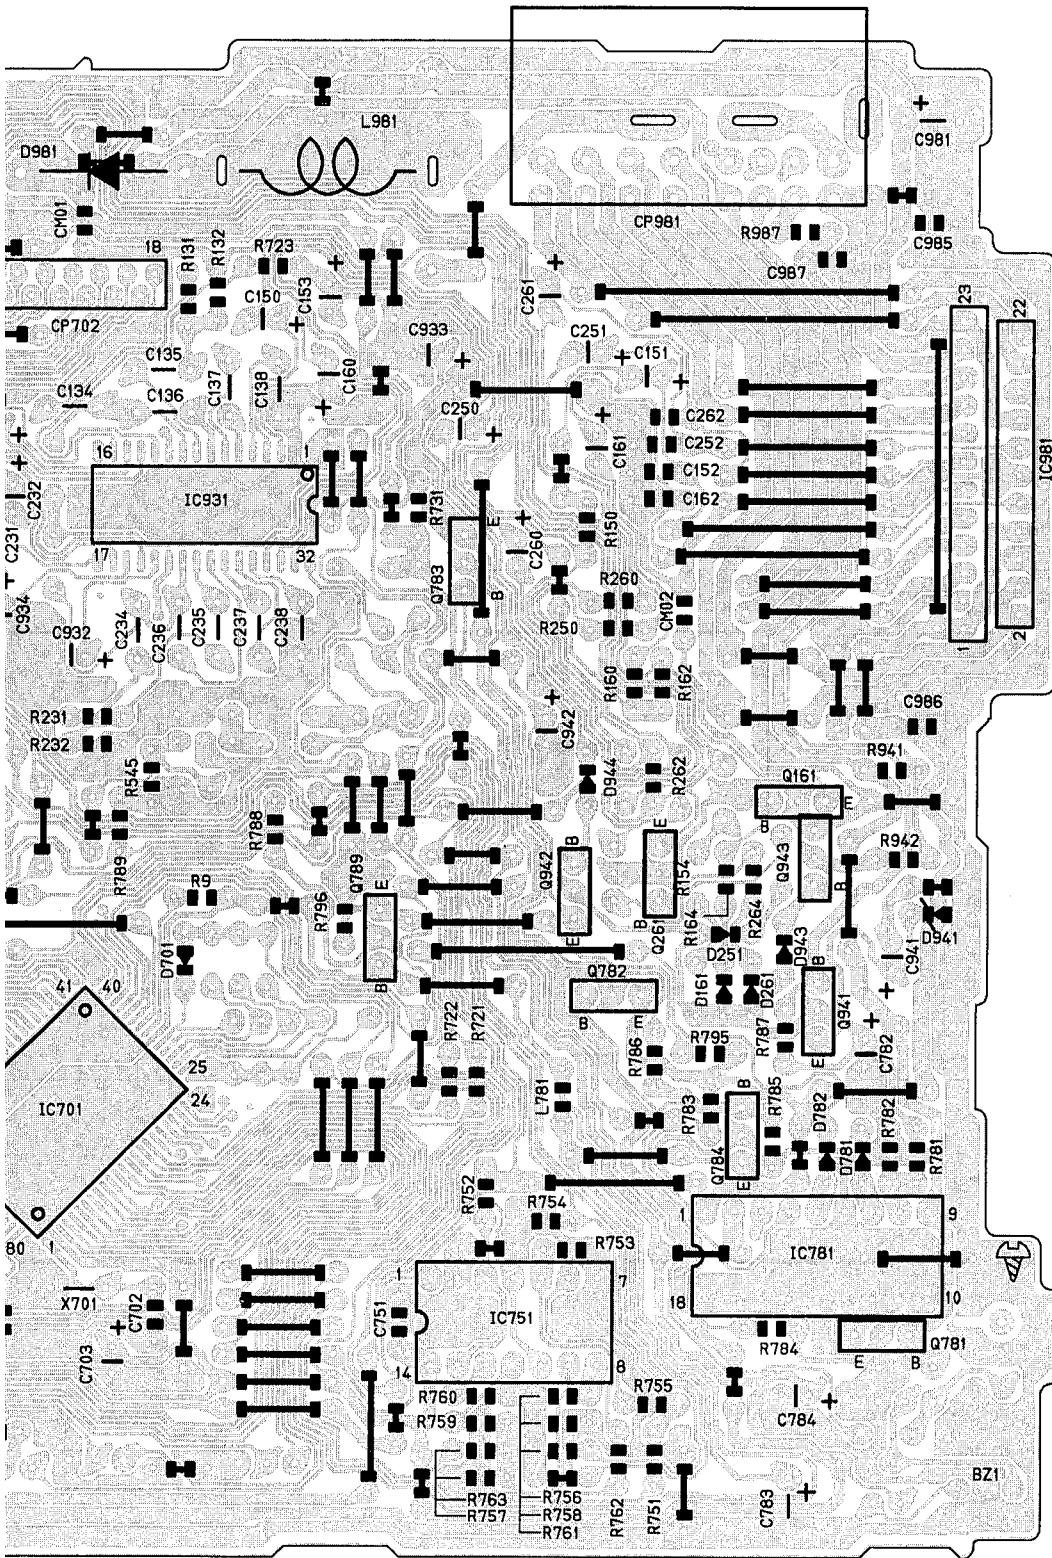 L981
D981
C981
CM01
CP981
R987
C985
C987
18
R131
R132
R723
C150
C153
C261
CP702
23
22
C135
C933
C251
C151
C134
C136
C137
C138
C160
C262
C250
C252
C161
C152
C162
16
1
IC931
IC981
C232
C231
R731
E
R150
17
32
Q783
C260
B
C934
R260
CM02
C932
C234
C236
C235
C237
C238
R250
1
2
R160
R162
R231
C942
C986
R232
R545
D944
R262
R941
Q161
E
B
R789
R788
Q789
E
B
E
R154
Q943
R942
B
R9
R796
Q942
E
B
Q261
R164
R264
D251
D943
D941
C941
D701
B
Q782
B
E
D161
D261
B
Q941
E
41
40
R722
R721
R786
R795
R787
C782
25
24
IC701
L781
R783
B
R785
D782
R782
D781
R781
Q784
E
80
1
R752
R754
R753
1
9
IC781
18
10
X701
C702
C703
1
7
C751
IC751
14
8
R784
Q781
E
B
R760
R759
R755
C784
R763
R757
R756
R758
R761
R762
R751
C783
BZ1